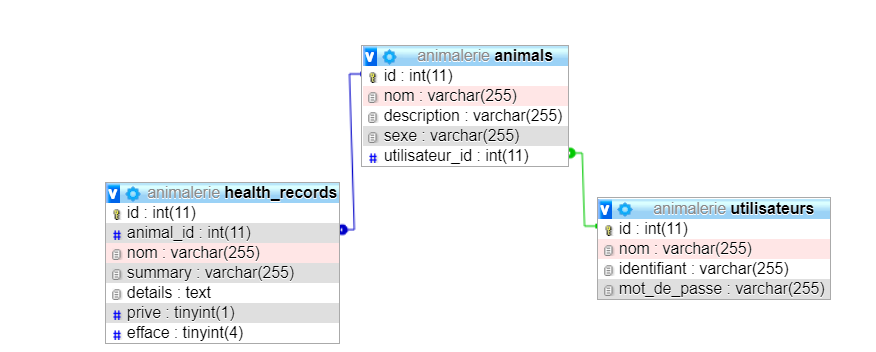 animalerie animals
id : int(11)
nom : varchar(255)
description : varchar(255)
sexe : varchar(255)
utilisateur_id : int(11)
animalerie health_records
id : int(11)
animal_id : int(11)
nom : varchar(255)
summary : varchar(255)
details : text
prive : tinyint(1)
efface : tinyint(4)
animalerie utilisateurs
id : int(11)
nom : varchar(255)
identifiant : varchar(255)
mot_de_passe : varchar(255)